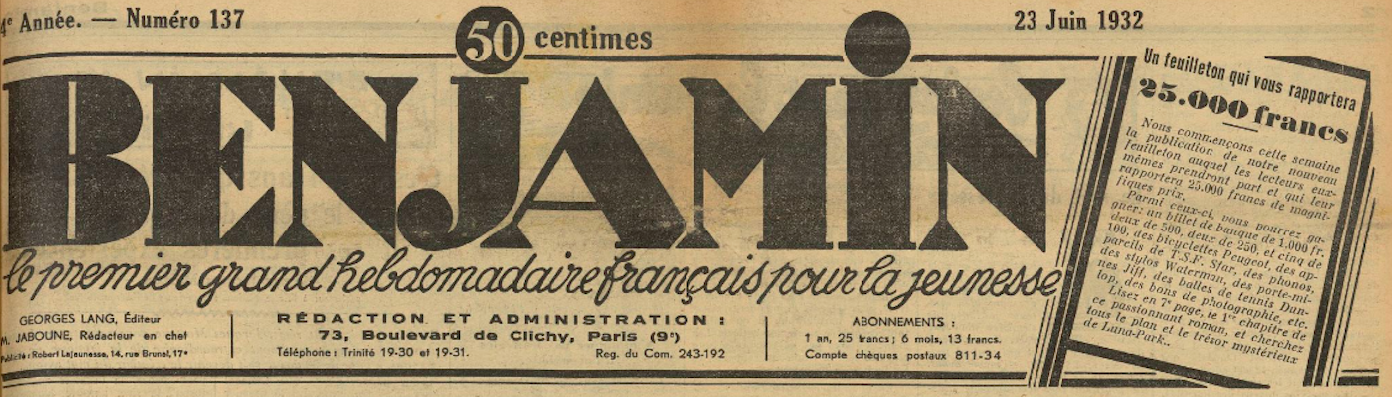 4e Année. — Numéro 137
50 centimes
23 Juin 1932
BENJAMIN
le premier grand hebdomadaire français pour la jeunesse
GEORGES LANG, Éditeur
M. JABOUNE, Rédacteur en chef
Publicité : Robert Lajeunesse, 14, rue Brunel, 17e
RÉDACTION ET ADMINISTRATION :
73, Boulevard de Clichy, Paris (9e)
Téléphone : Trinité 19-30 et 19-31.
Reg. du Com. 243-192
ABONNEMENTS :
1 an, 25 francs ; 6 mois, 13 francs.
Compte chèques postaux 811-34
Un feuilleton qui vous rapportera
25.000 francs
Nous commençons cette semaine
la publication de notre nouveau
feuilleton auquel les lecteurs eux-
mêmes prendront part et qui leur
rapportera 25.000 francs de magni-
fiques prix.
Parmi ceux-ci, vous pourrez ga-
gner : un billet de banque de 1.000 fr.
deux de 500, deux de 250, et cinq de
100, des bicyclettes Peugeot, des ap-
pareils de T.S.F. Sfar, des phonos,
des stylos Waterman, des porte-mi-
nes Jiff, des balles de tennis Dun-
lop, des bons de photographie, etc.
Lisez en 7e page, le 1er chapitre de
ce passionnant roman, et cherchez
tous le plan et le trésor mystérieux
de Luna-Park..